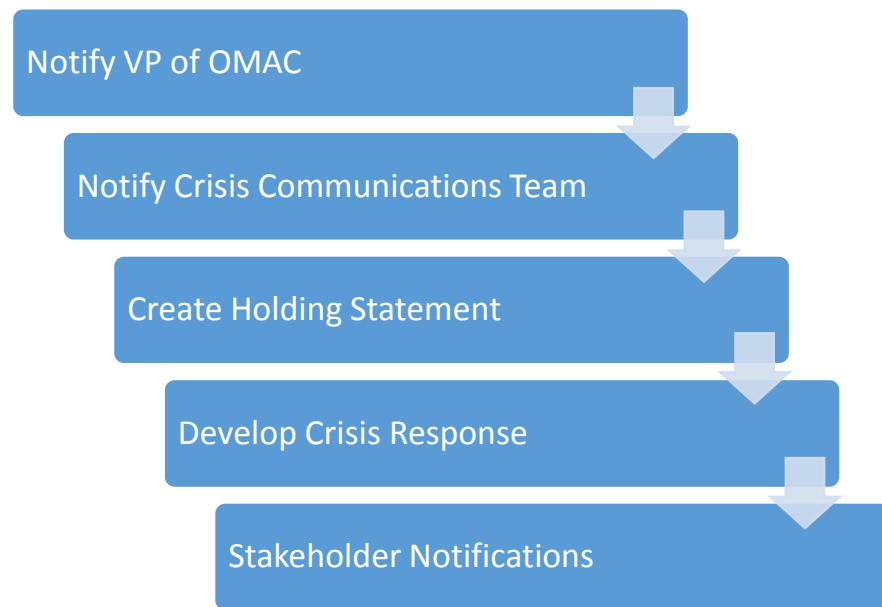 Notify VP of OMAC
Notify Crisis Communications Team
Create Holding Statement
Develop Crisis Response
Stakeholder Notifications